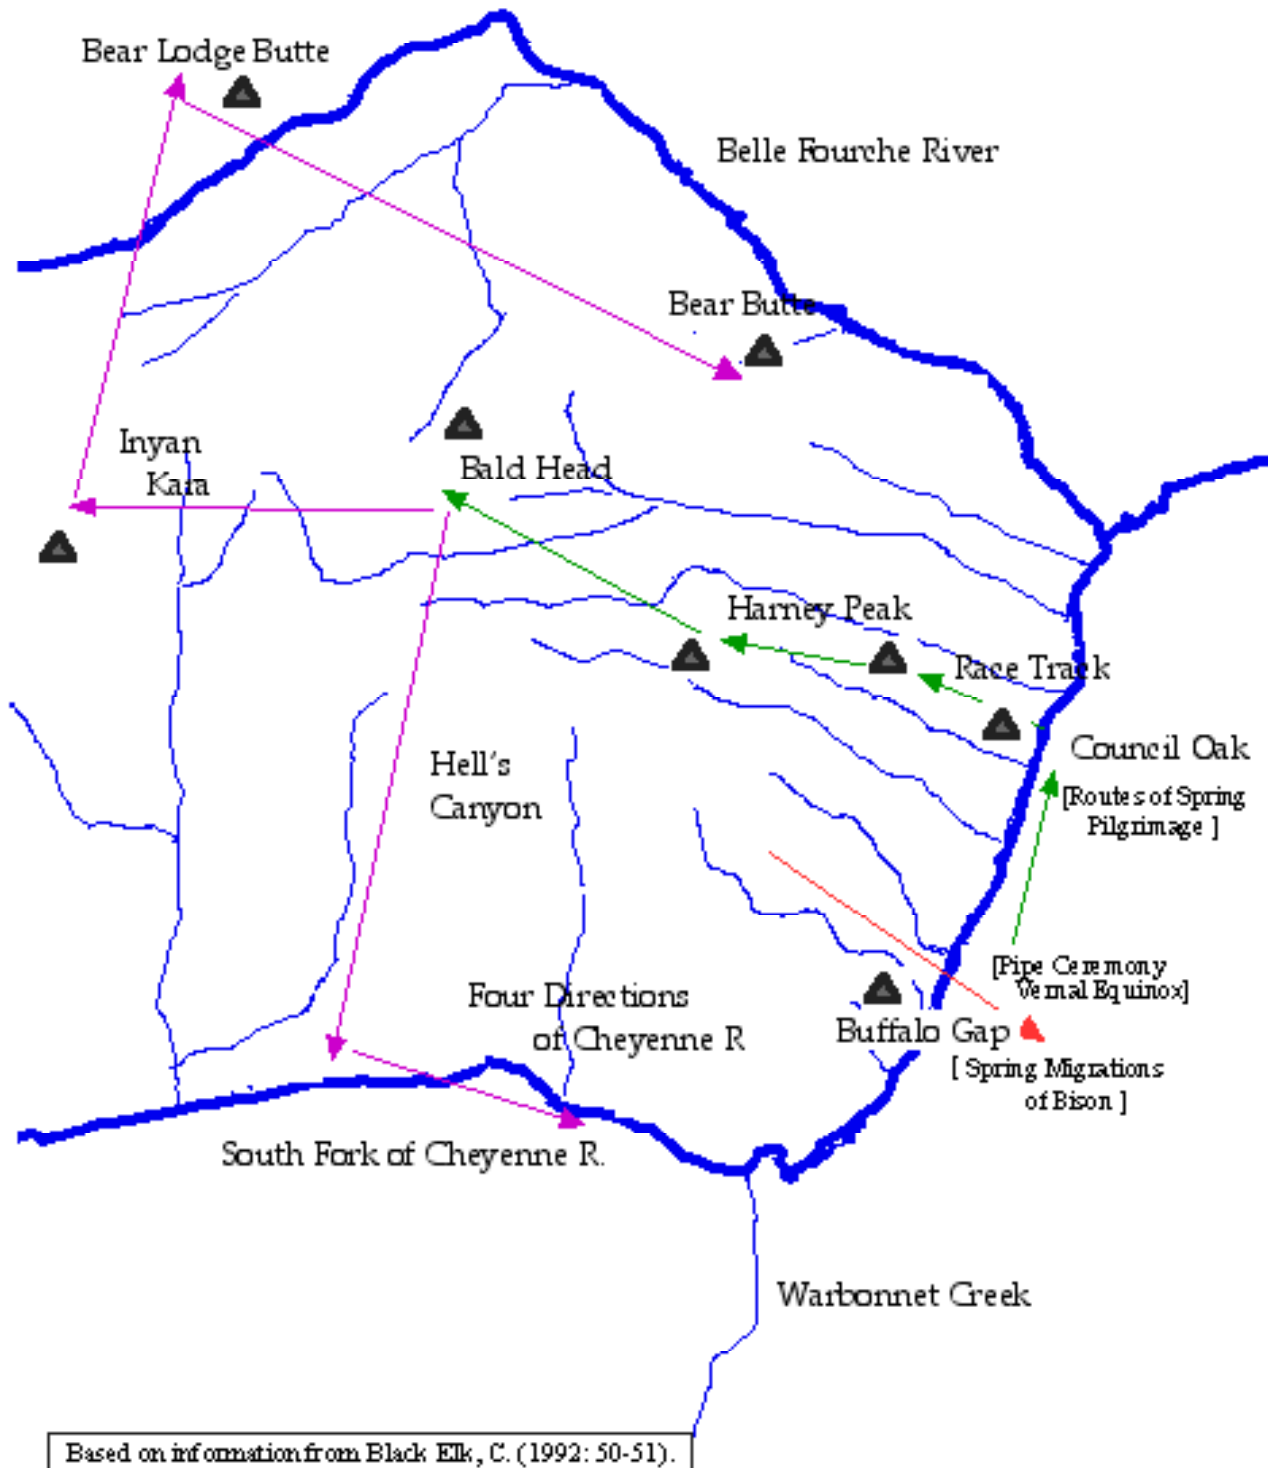 Bear Lodge Butte
Belle Fourche River
Bear Butte
Inyan
Kara
Bald Head
Harney Peak
Race Track
Council Oak
[Routes of Spring
Pilgrimage ]
Hell's
Canyon
[Pipe Ceremony
Vernal Equinox]
Four Directions
of Cheyenne R
Buffalo Gap
[ Spring Migrations
of Bison ]
South Fork of Cheyenne R.
Warbonnet Creek
Based on information from Black Elk, C. (1992: 50-51).